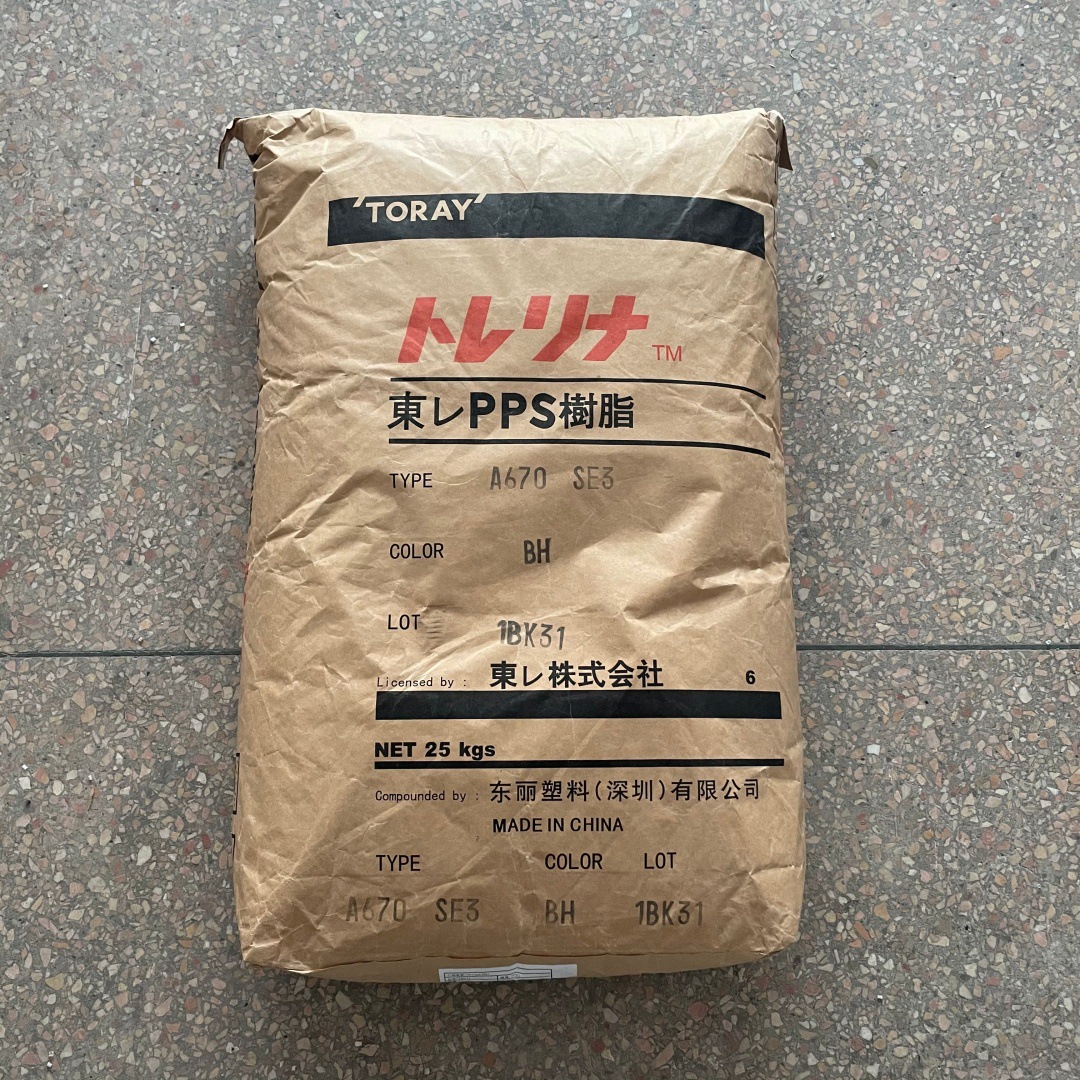 TORAY
トレリナ TM
東レPPS樹脂
TYPE A670 SE3
COLOR BH
LOT 1BK31
Licensed by : 東レ株式会社 6
NET 25 kgs
Compounded by : 东丽塑料(深圳)有限公司
MADE IN CHINA
TYPE COLOR LOT
A670 SE3 BH 1BK31